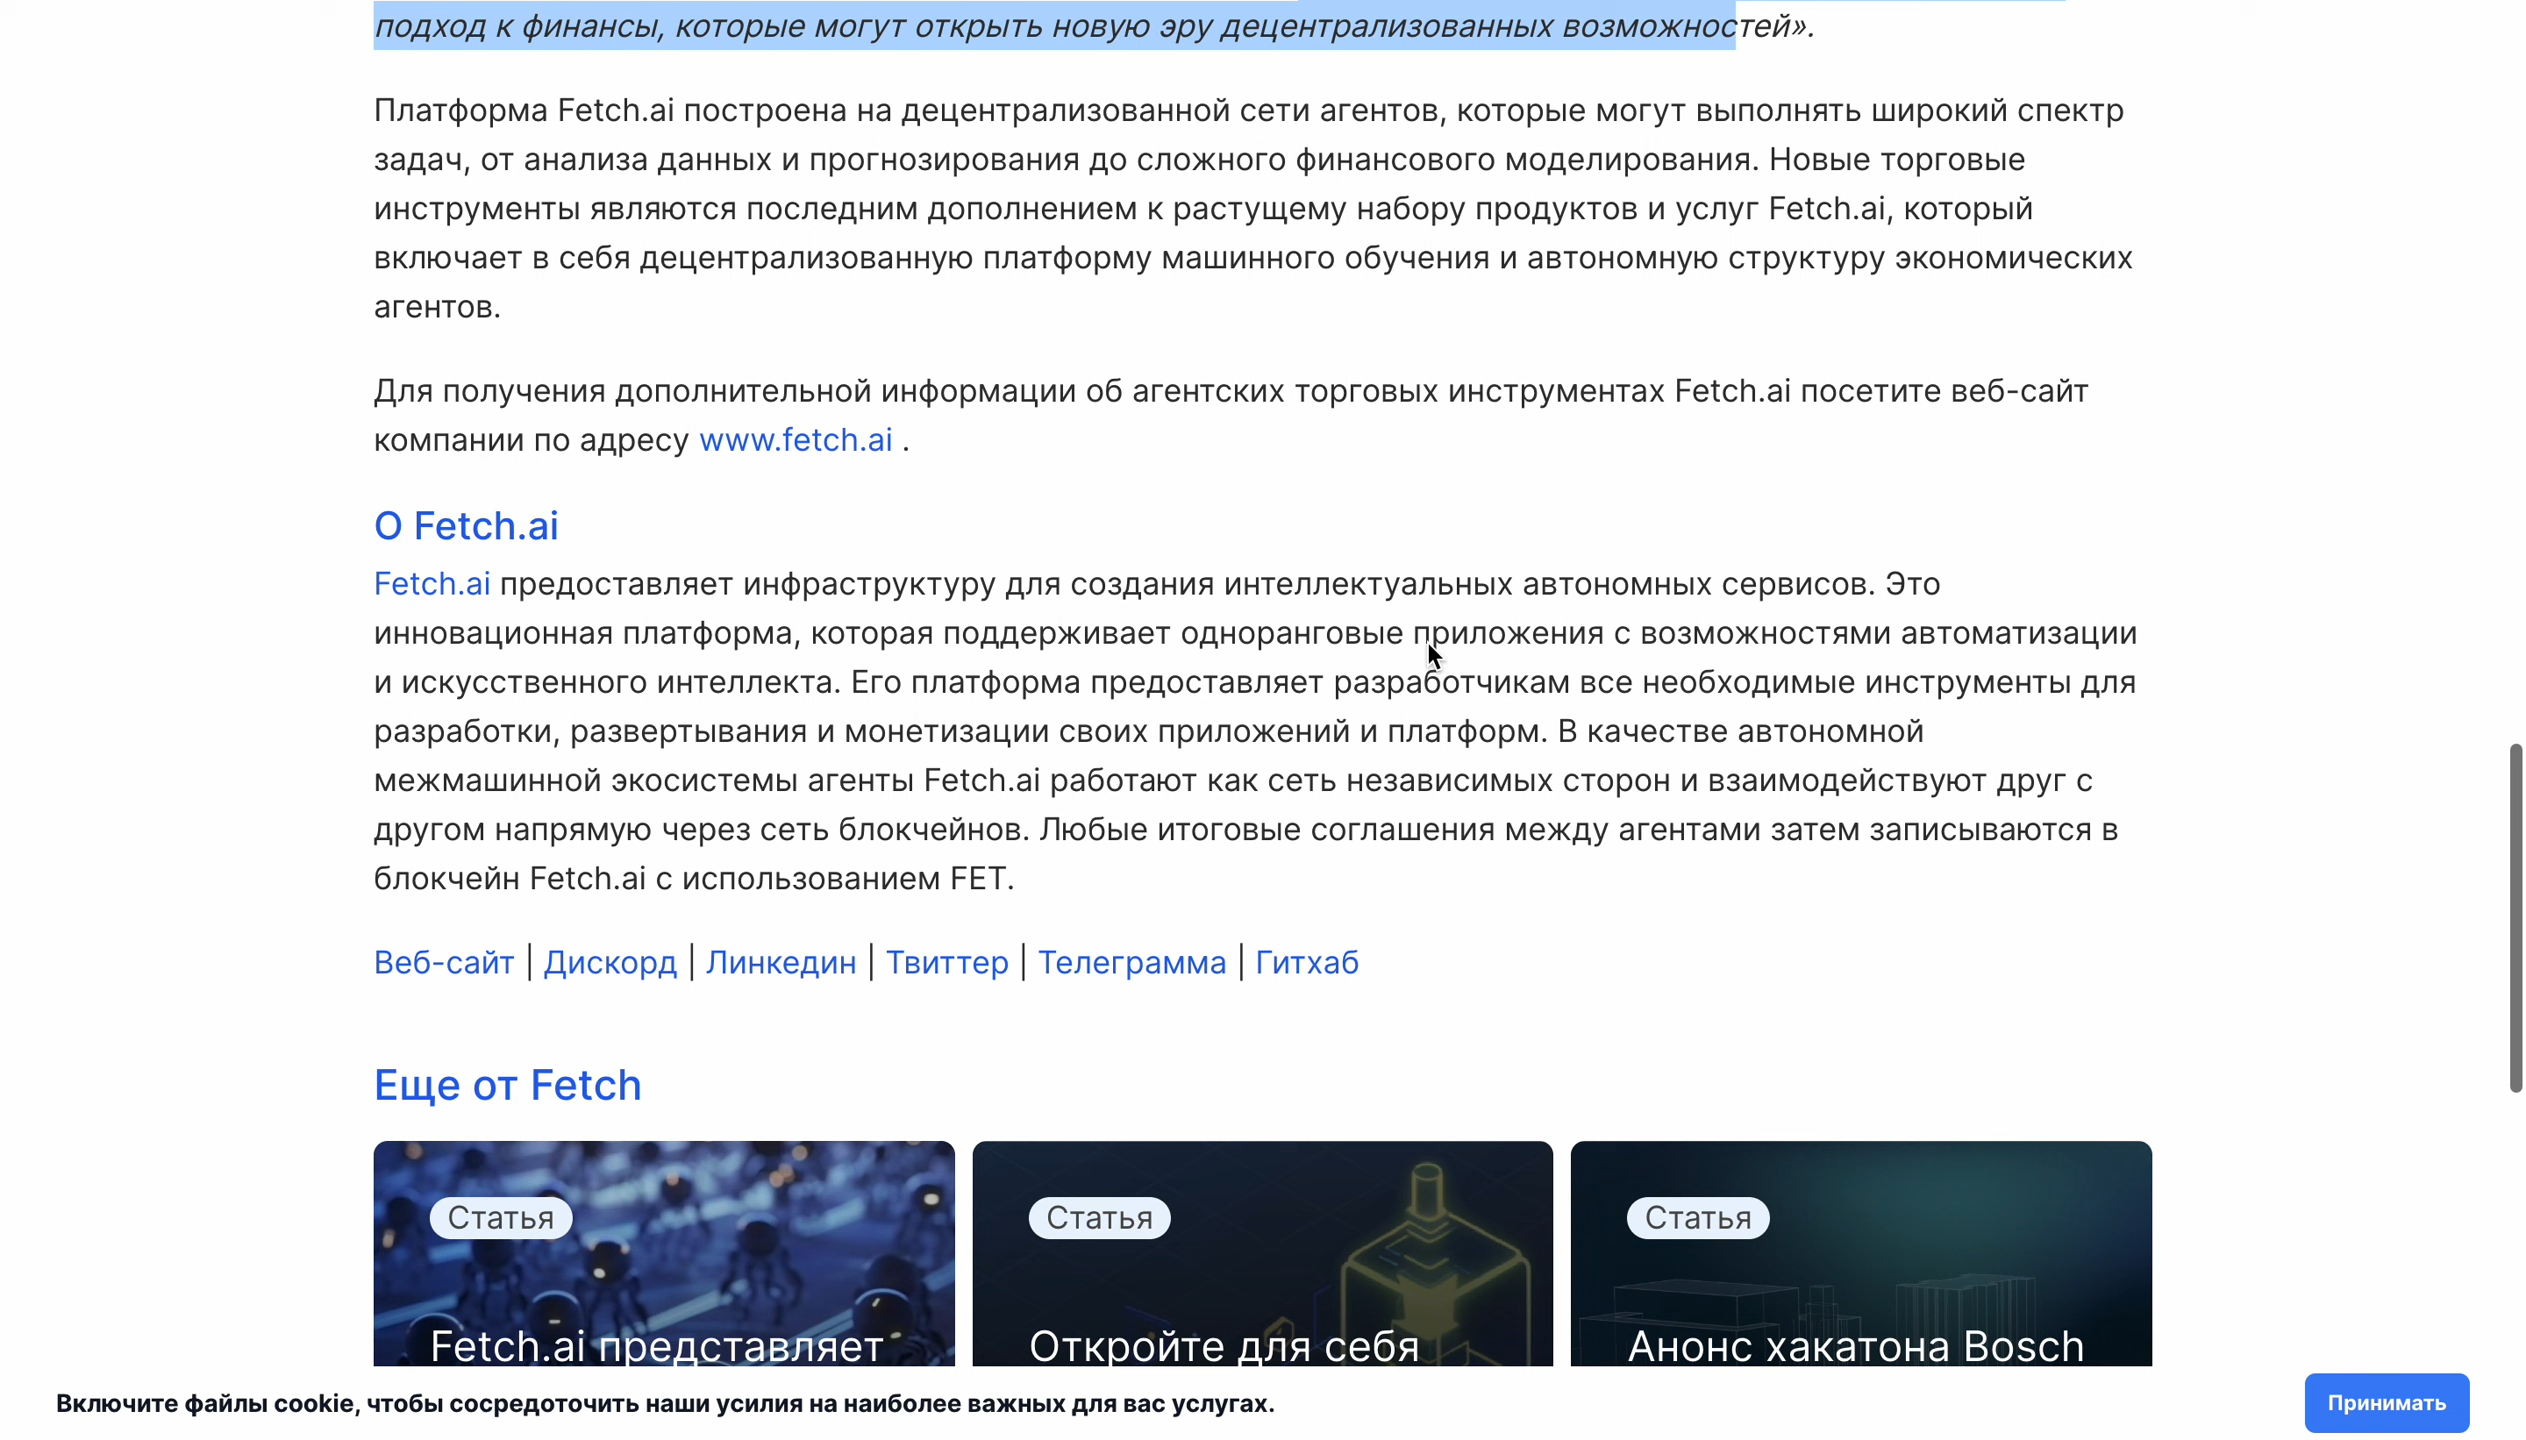 подход к финансы, которые могут открыть новую эру децентрализованных возможностей».
Платформа Fetch.ai построена на децентрализованной сети агентов, которые могут выполнять широкий спектр
задач, от анализа данных и прогнозирования до сложного финансового моделирования. Новые торговые
инструменты являются последним дополнением к растущему набору продуктов и услуг Fetch.ai, который
включает в себя децентрализованную платформу машинного обучения и автономную структуру экономических
агентов.
Для получения дополнительной информации об агентских торговых инструментах Fetch.ai посетите веб-сайт
компании по адресу www.fetch.ai .
О Fetch.ai
Fetch.ai предоставляет инфраструктуру для создания интеллектуальных автономных сервисов. Это
инновационная платформа, которая поддерживает одноранговые приложения с возможностями автоматизации
и искусственного интеллекта. Его платформа предоставляет разработчикам все необходимые инструменты для
разработки, развертывания и монетизации своих приложений и платформ. В качестве автономной
межмашинной экосистемы агенты Fetch.ai работают как сеть независимых сторон и взаимодействуют друг с
другом напрямую через сеть блокчейнов. Любые итоговые соглашения между агентами затем записываются в
блокчейн Fetch.ai с использованием FET.
Веб-сайт | Дискорд | Линкедин | Твиттер | Телеграмма | Гитхаб
Еще от Fetch
Статья
Fetch.ai представляет
Статья
Откройте для себя
Статья
Анонс хакатона Bosch
Включите файлы cookie, чтобы сосредоточить наши усилия на наиболее важных для вас услугах.
Принимать